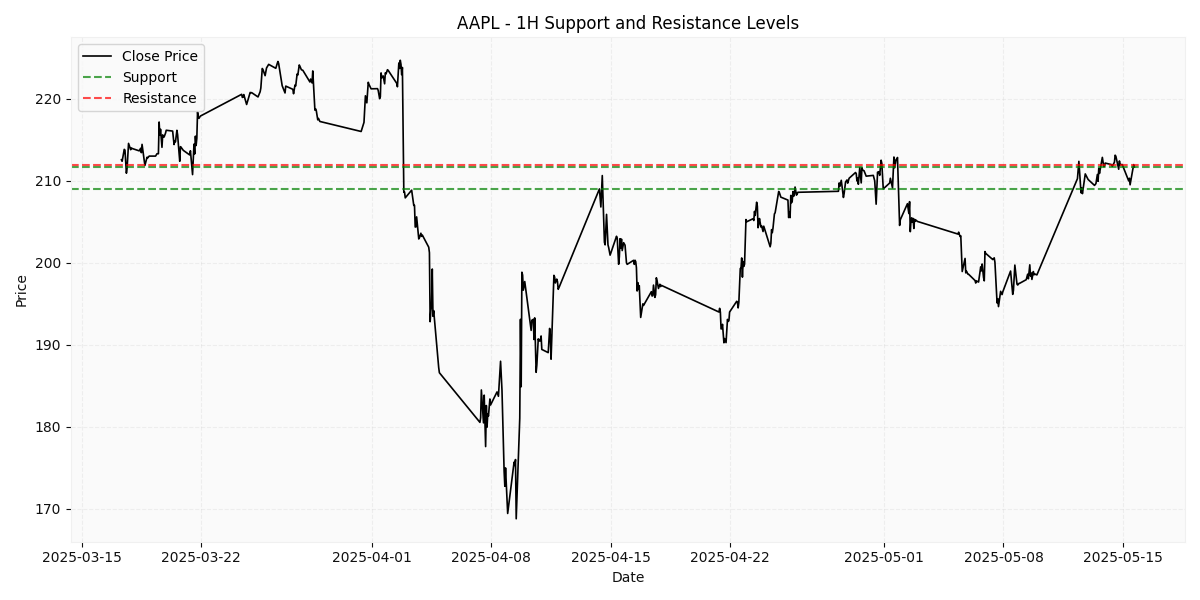 AAPL - 1H Support and Resistance Levels
Close Price
Support
Resistance
Price
220
210
200
190
180
170
2025-03-15 2025-03-22 2025-04-01 2025-04-08 2025-04-15 2025-04-22 2025-05-01 2025-05-08 2025-05-15
Date